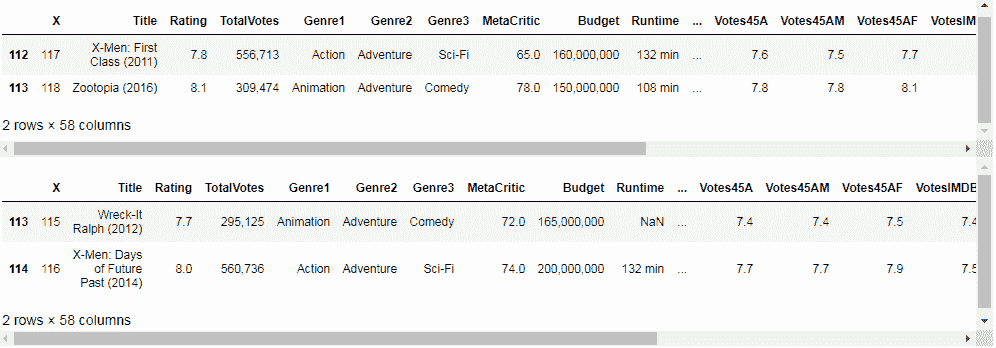 X Title Rating TotalVotes Genre1 Genre2 Genre3 MetaCritic Budget Runtime ... Votes45A Votes45AM Votes45AF VotesIM
112 117 X-Men: First Class (2011) 7.8 556,713 Action Adventure Sci-Fi 65.0 160,000,000 132 min ... 7.6 7.5 7.7
113 118 Zootopia (2016) 8.1 309,474 Animation Adventure Comedy 78.0 150,000,000 108 min ... 7.8 7.8 8.1
2 rows × 58 columns
X Title Rating TotalVotes Genre1 Genre2 Genre3 MetaCritic Budget Runtime ... Votes45A Votes45AM Votes45AF VotesIMDB
113 115 Wreck-It Ralph (2012) 7.7 295,125 Animation Adventure Comedy 72.0 165,000,000 NaN ... 7.4 7.4 7.5 7.4
114 116 X-Men: Days of Future Past (2014) 8.0 560,736 Action Adventure Sci-Fi 74.0 200,000,000 132 min ... 7.7 7.7 7.9 7.5
2 rows × 58 columns